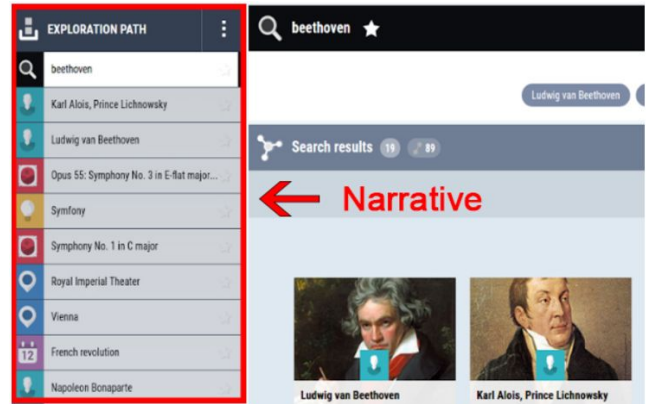 EXPLORATION PATH
beethoven
Karl Alois, Prince Lichnowsky
Ludwig van Beethoven
Opus 55: Symphony No. 3 in E-flat major...
Symfony
Symphony No. 1 in C major
Royal Imperial Theater
Vienna
12 French revolution
Napoleon Bonaparte
beethoven
Ludwig van Beethoven
Search results 19 89
Narrative
Ludwig van Beethoven
Karl Alois, Prince Lichnowsky